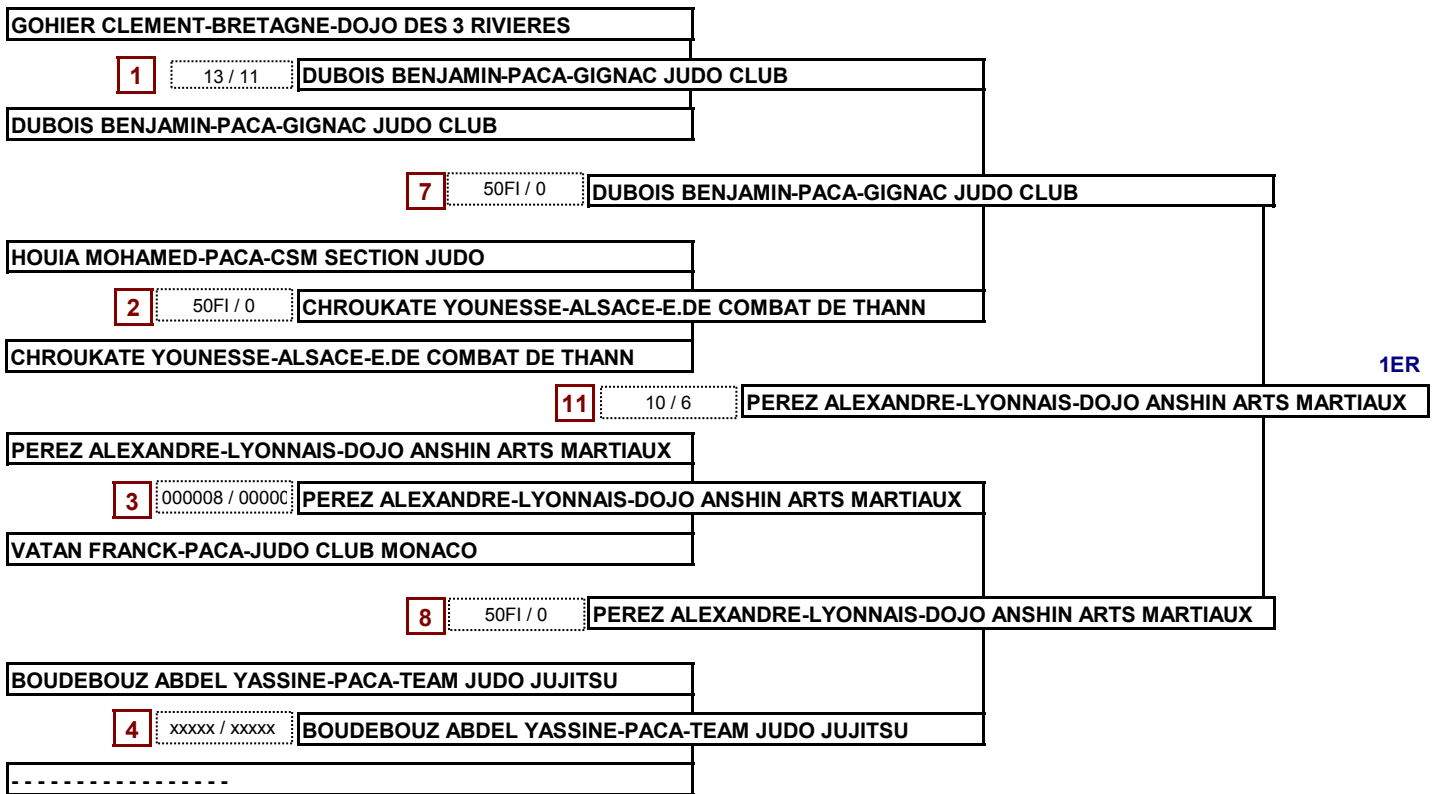 GOHIER CLEMENT-BRETAGNE-DOJO DES 3 RIVIERES
1 13 / 11 DUBOIS BENJAMIN-PACA-GIGNAC JUDO CLUB
DUBOIS BENJAMIN-PACA-GIGNAC JUDO CLUB
7 50FI / 0 DUBOIS BENJAMIN-PACA-GIGNAC JUDO CLUB
HOUIA MOHAMED-PACA-CSM SECTION JUDO
2 50FI / 0 CHROUKATE YOUNESSE-ALSACE-E.DE COMBAT DE THANN
CHROUKATE YOUNESSE-ALSACE-E.DE COMBAT DE THANN
1ER
11 10 / 6 PEREZ ALEXANDRE-LYONNAIS-DOJO ANSHIN ARTS MARTIAUX
PEREZ ALEXANDRE-LYONNAIS-DOJO ANSHIN ARTS MARTIAUX
3 000008 / 00000 PEREZ ALEXANDRE-LYONNAIS-DOJO ANSHIN ARTS MARTIAUX
VATAN FRANCK-PACA-JUDO CLUB MONACO
8 50FI / 0 PEREZ ALEXANDRE-LYONNAIS-DOJO ANSHIN ARTS MARTIAUX
BOUDEBOUZ ABDEL YASSINE-PACA-TEAM JUDO JUJITSU
4 xxxxx / xxxxx BOUDEBOUZ ABDEL YASSINE-PACA-TEAM JUDO JUJITSU
- - - - - - - - - - - - - - - - -